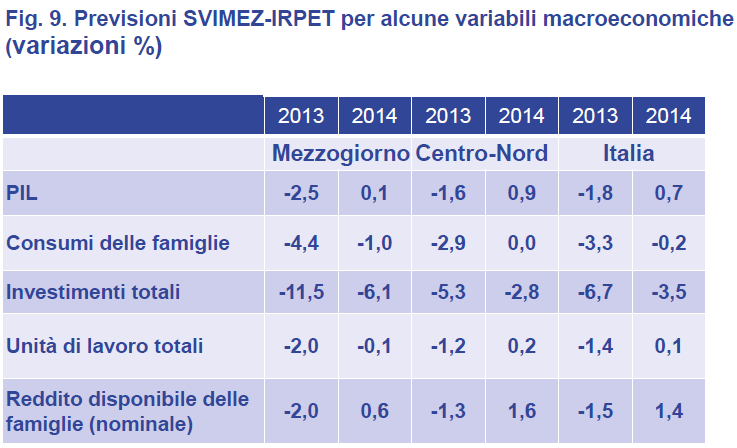 Fig. 9. Previsioni SVIMEZ-IRPET per alcune variabili macroeconomiche
(variazioni %)
2013 2014 2013 2014 2013 2014
Mezzogiorno Centro-Nord Italia
PIL -2,5 0,1 -1,6 0,9 -1,8 0,7
Consumi delle famiglie -4,4 -1,0 -2,9 0,0 -3,3 -0,2
Investimenti totali -11,5 -6,1 -5,3 -2,8 -6,7 -3,5
Unità di lavoro totali -2,0 -0,1 -1,2 0,2 -1,4 0,1
Reddito disponibile delle
famiglie (nominale) -2,0 0,6 -1,3 1,6 -1,5 1,4